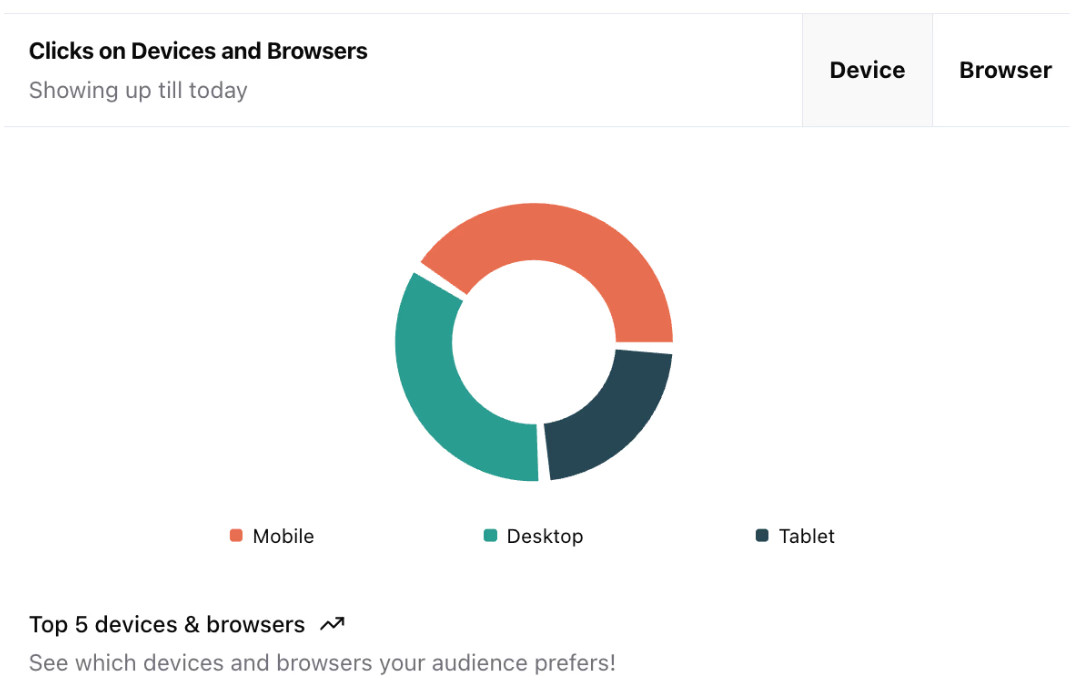 Clicks on Devices and Browsers
Showing up till today
Device
Browser
Mobile
Desktop
Tablet
Top 5 devices & browsers
See which devices and browsers your audience prefers!